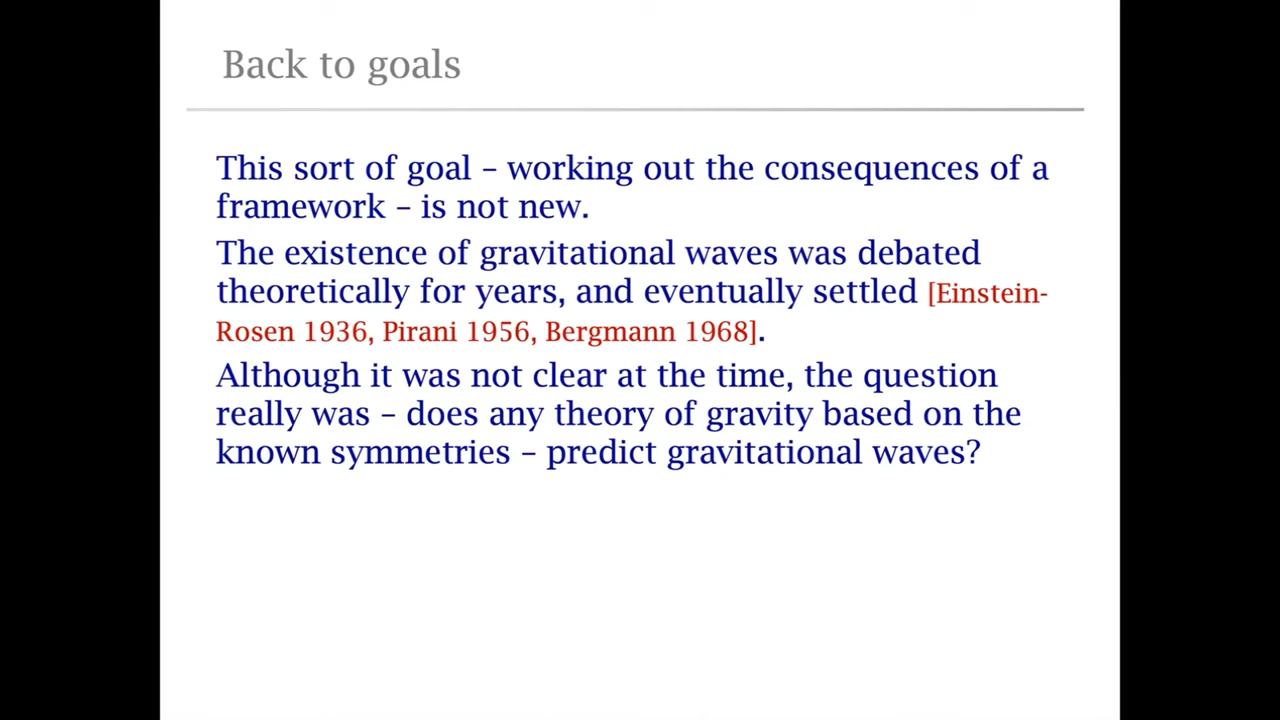 Back to goals
This sort of goal – working out the consequences of a
framework – is not new.
The existence of gravitational waves was debated
theoretically for years, and eventually settled [Einstein-
Rosen 1936, Pirani 1956, Bergmann 1968].
Although it was not clear at the time, the question
really was – does any theory of gravity based on the
known symmetries – predict gravitational waves?